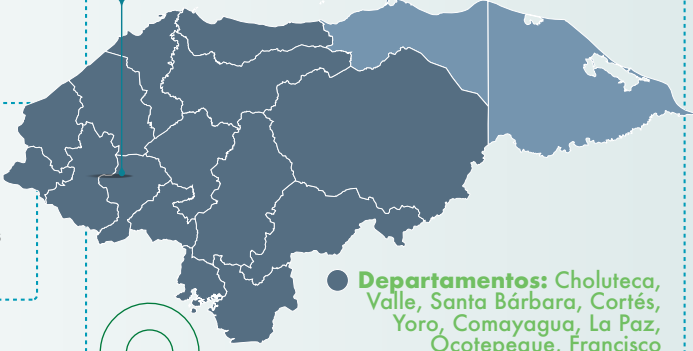 Departamentos: Choluteca,
Valle, Santa Bárbara, Cortés,
Yoro, Comayagua, La Paz,
Ocotepeque, Francisco